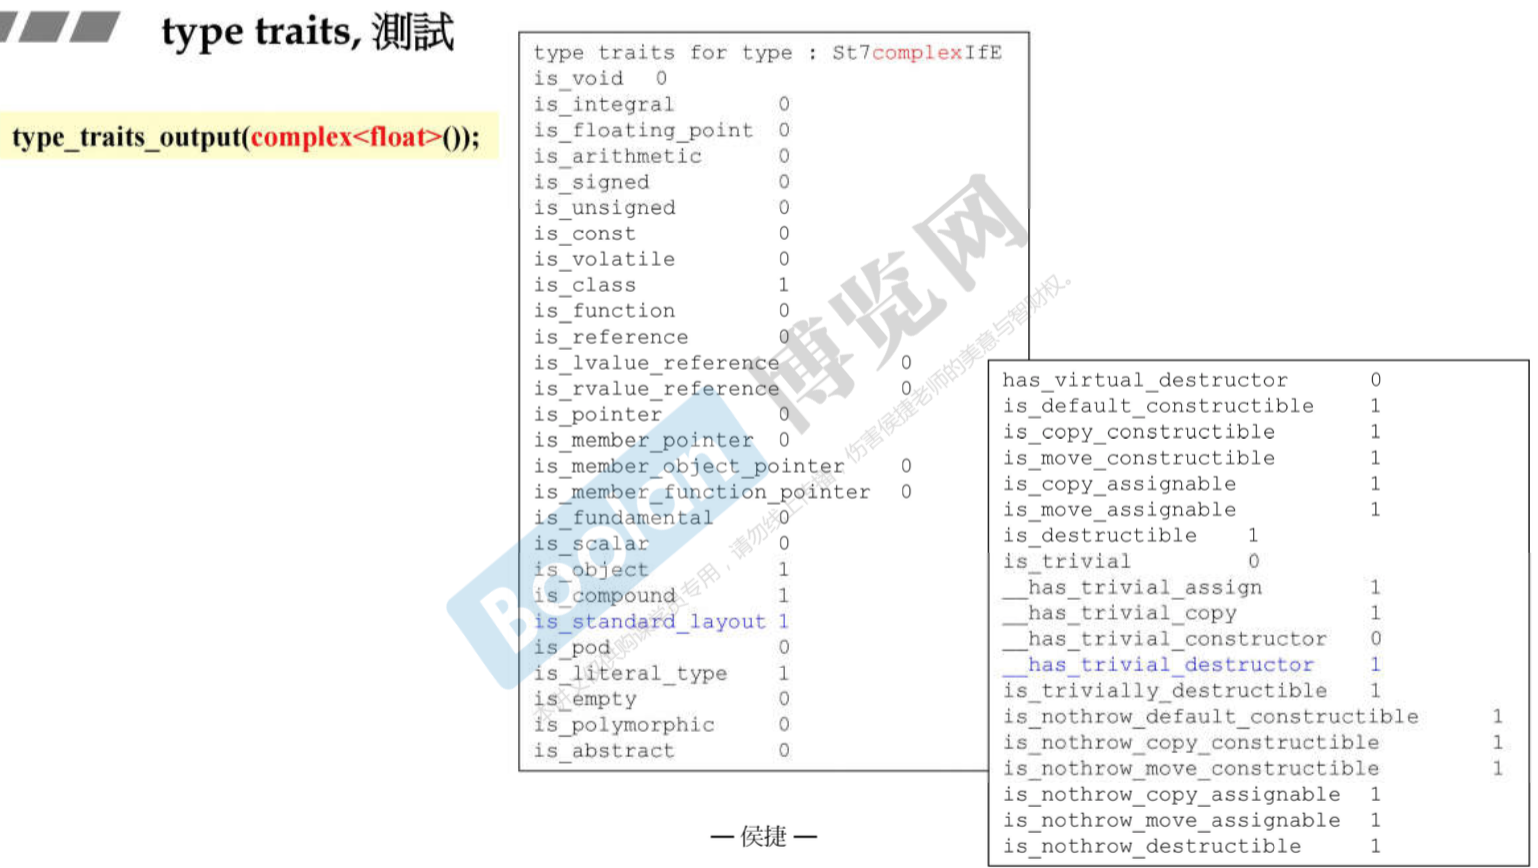 type traits, 測試
type_traits_output(complex<float>());
type traits for type : St7complexIfE
is_void 0
is_integral 0
is_floating_point 0
is_arithmetic 0
is_signed 0
is_unsigned 0
is_const 0
is_volatile 0
is_class 1
is_function 0
is_reference 0
is_lvalue_reference 0
is_rvalue_reference 0
is_pointer 0
is_member_pointer 0
is_member_object_pointer 0
is_member_function_pointer 0
is_fundamental 0
is_scalar 0
is_object 1
is_compound 1
is_standard_layout 1
is_pod 0
is_literal_type 1
is_empty 0
is_polymorphic 0
is_abstract 0
has_virtual_destructor 0
is_default_constructible 1
is_copy_constructible 1
is_move_constructible 1
is_copy_assignable 1
is_move_assignable 1
is_destructible 1
is_trivial 0
__has_trivial_assign 1
__has_trivial_copy 1
__has_trivial_constructor 0
__has_trivial_destructor 1
is_trivially_destructible 1
is_nothrow_default_constructible 1
is_nothrow_copy_constructible 1
is_nothrow_move_constructible 1
is_nothrow_copy_assignable 1
is_nothrow_move_assignable 1
is_nothrow_destructible 1
— 侯捷 —
Boolan 博览网
购课学员专用，请勿线上传播，伤害侯捷老师的美意与智财权。